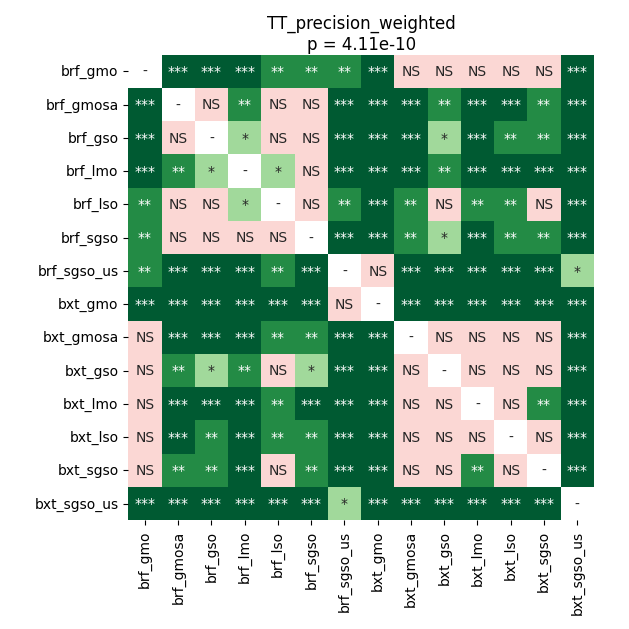 TT_precision_weighted
p = 4.11e-10
brf_gmo - *** *** *** ** ** ** *** NS NS NS NS NS ***
brf_gmosa *** - NS ** NS NS *** *** *** ** *** *** ** ***
brf_gso *** NS - * NS NS *** *** *** * *** ** ** ***
brf_lmo *** ** * - * NS *** *** *** ** *** *** *** ***
brf_lso ** NS NS * - NS ** *** ** NS ** ** NS ***
brf_sgso ** NS NS NS NS - *** *** ** * *** ** ** ***
brf_sgso_us ** *** *** *** ** *** - NS *** *** *** *** *** *
bxt_gmo *** *** *** *** *** *** NS - *** *** *** *** *** ***
bxt_gmosa NS *** *** *** ** ** *** *** - NS NS NS NS ***
bxt_gso NS ** * ** NS * *** *** NS - NS NS NS ***
bxt_lmo NS *** *** *** ** *** *** *** NS NS - NS ** ***
bxt_lso NS *** ** *** ** ** *** *** NS NS NS - NS ***
bxt_sgso NS ** ** *** NS ** *** *** NS NS ** NS - ***
bxt_sgso_us *** *** *** *** *** *** * *** *** *** *** *** *** -
brf_gmo brf_gmosa brf_gso brf_lmo brf_lso brf_sgso brf_sgso_us bxt_gmo bxt_gmosa bxt_gso bxt_lmo bxt_lso bxt_sgso bxt_sgso_us